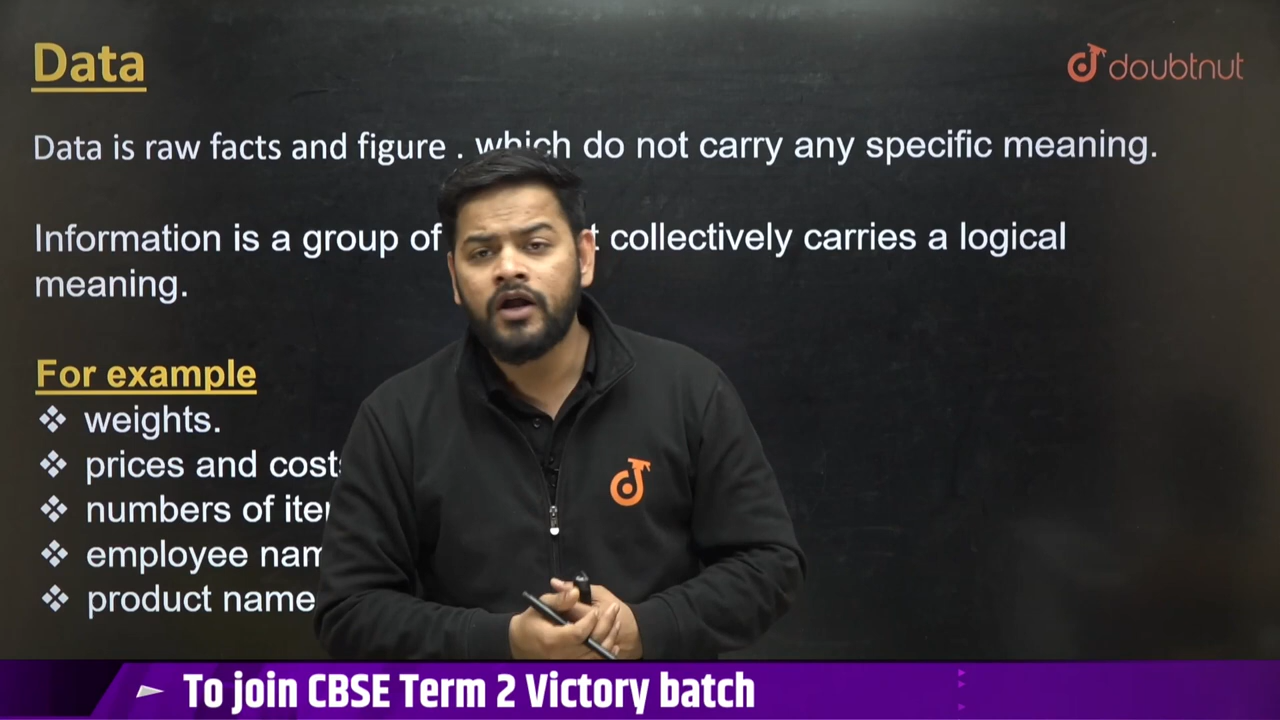 Data
doubtnut
Data is raw facts and figure . which do not carry any specific meaning.
Information is a group of collectively carries a logical
meaning.
For example
❖ weights.
❖ prices and cost
❖ numbers of
❖ employee
❖ product name
To join CBSE Term 2 Victory batch